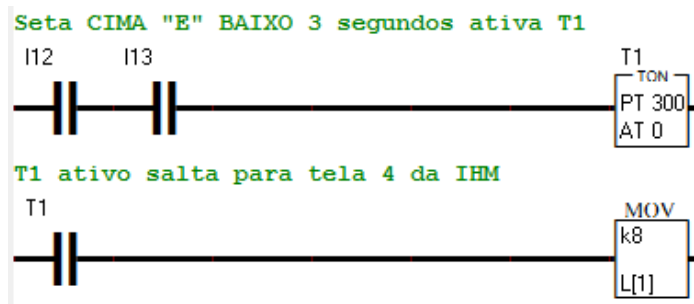 Seta CIMA "E" BAIXO 3 segundos ativa T1
I12 I13 T1
TON
PT 300
AT 0
T1 ativo salta para tela 4 da IHM
T1 MOV
k8
L[1]